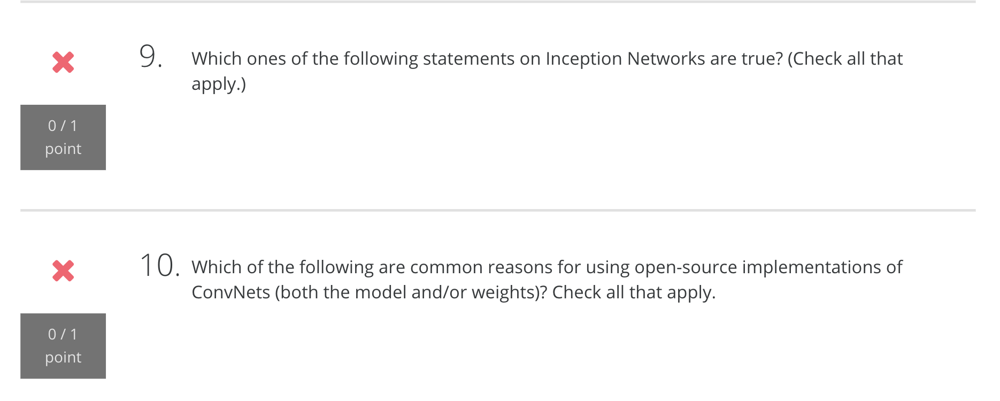 9.
Which ones of the following statements on Inception Networks are true? (Check all that
apply.)
0 / 1
point
10.
Which of the following are common reasons for using open-source implementations of
ConvNets (both the model and/or weights)? Check all that apply.
0 / 1
point